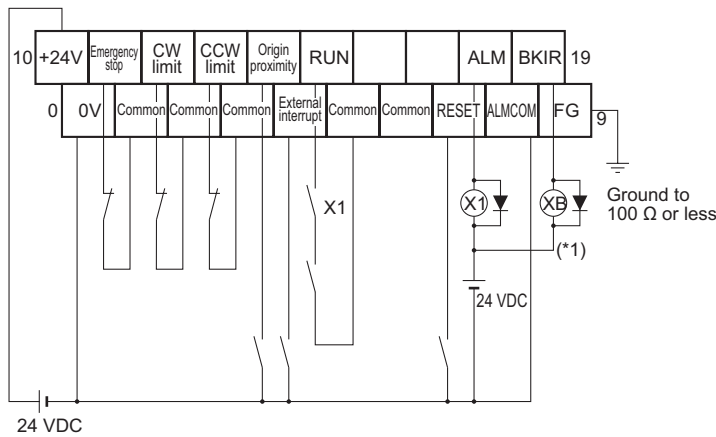 10 +24V Emergency stop CW limit CCW limit Origin proximity RUN ALM BKIR 19
0 0V Common Common Common External interrupt Common Common RESET ALMCOM FG 9
X1
X1 XB
Ground to
100 Ω or less
(*1)
24 VDC
24 VDC